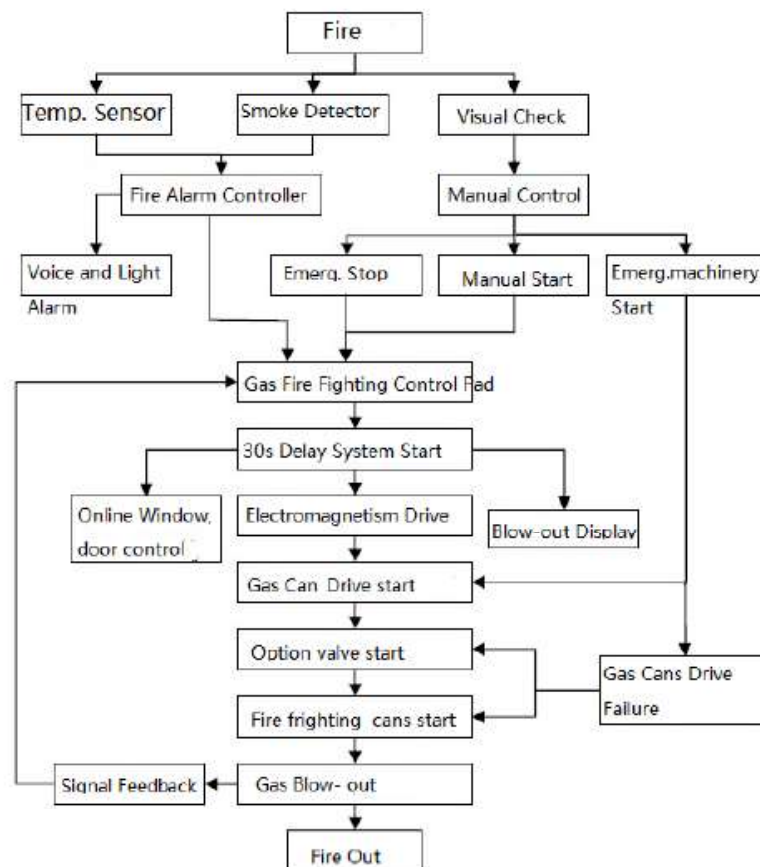 Fire
Temp. Sensor
Smoke Detector
Visual Check
Fire Alarm Controller
Manual Control
Voice and Light
Alarm
Emerg. Stop
Manual Start
Emerg.machinery
Start
Gas Fire Fighting Control Pad
30s Delay System Start
Online Window,
door control
Electromagnetism Drive
Blow-out Display
Gas Can Drive start
Option valve start
Gas Cans Drive
Failure
Fire frighting cans start
Signal Feedback
Gas Blow- out
Fire Out